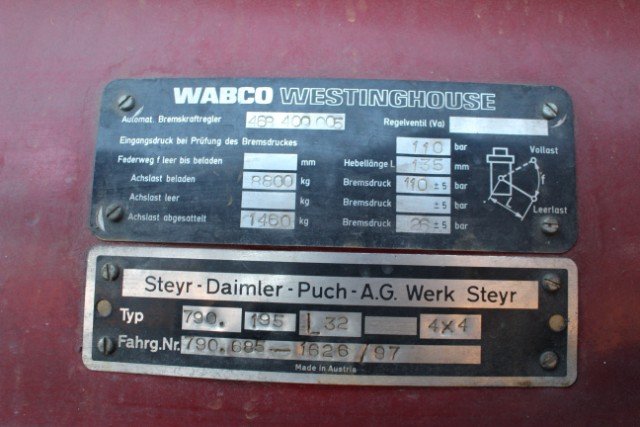 WABCO WESTINGHOUSE
Automat. Bremskraftregler 468 400 005 Regelventil (Va)
Eingangsdruck bei Prüfung des Bremsdruckes 110 bar
Federweg f leer bis beladen mm Hebellänge L 135 mm
Achslast beladen 8800 kg Bremsdruck 110 ± 5 bar
Achslast leer kg Bremsdruck ± 5 bar
Achslast abgesattelt 1460 kg Bremsdruck 26 ± 5 bar
Vollast
f
Leerlast
Steyr-Daimler-Puch-A.G. Werk Steyr
Typ 790. 195 L32 4x4
Fahrg.Nr. 790.685-1626/97
Made in Austria